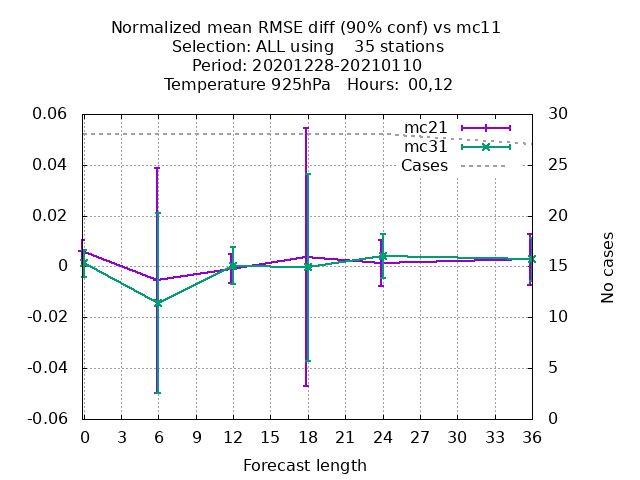 Normalized mean RMSE diff (90% conf) vs mc11
Selection: ALL using    35 stations
Period: 20201228-20210110
Temperature 925hPa   Hours:  00,12
0.06
0.04
0.02
0
-0.02
-0.04
-0.06
mc21
mc31
Cases
30
25
20
15
10
5
0
No cases
0 3 6 9 12 15 18 21 24 27 30 33 36
Forecast length